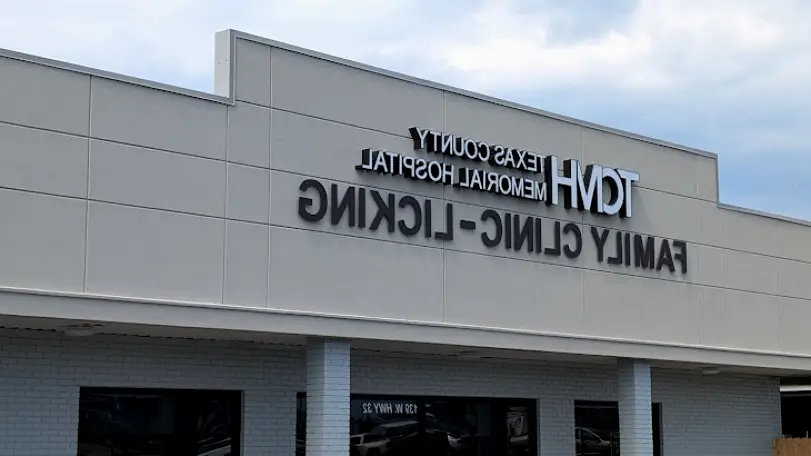 TCMH TEXAS COUNTY
MEMORIAL HOSPITAL
FAMILY CLINIC-LICKING
139 W. HWY 32